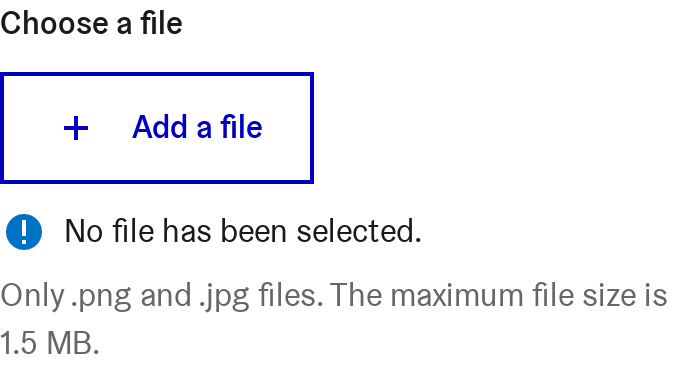 Choose a file
Add a file
No file has been selected.
Only .png and .jpg files. The maximum file size is
1.5 MB.